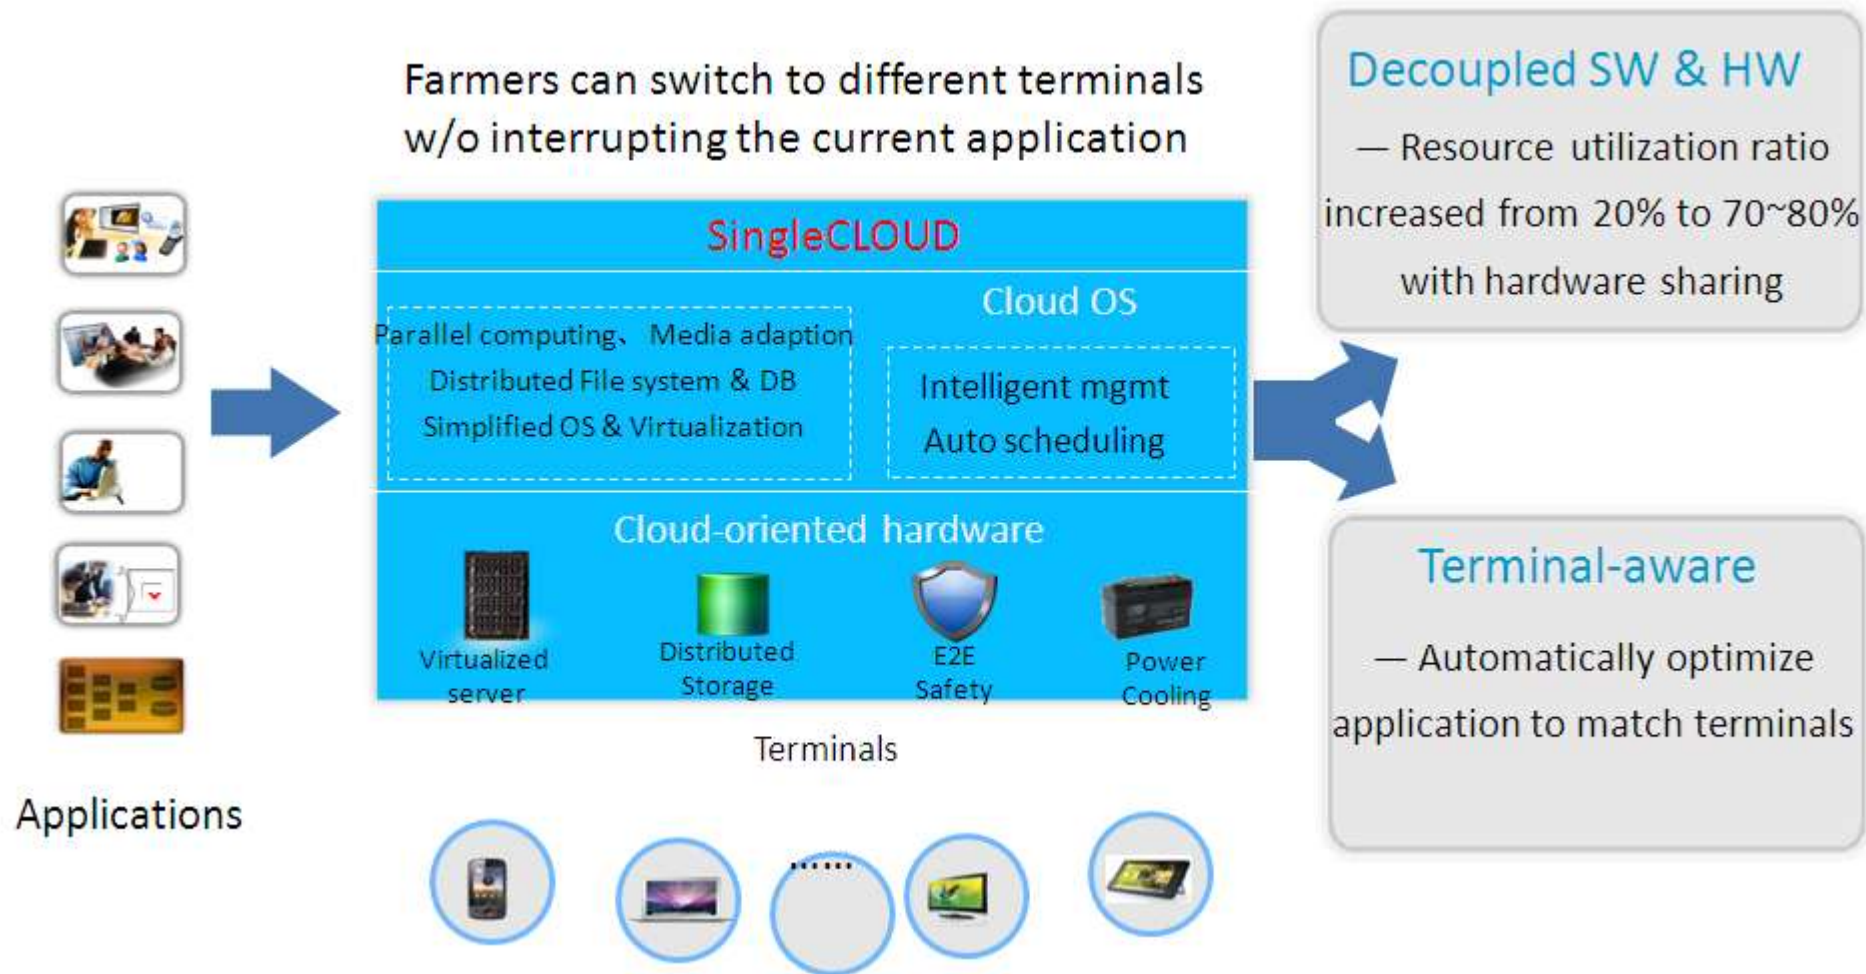 Farmers can switch to different terminals
w/o interrupting the current application
Decoupled SW & HW
— Resource utilization ratio
increased from 20% to 70~80%
with hardware sharing
SingleCLOUD
Cloud OS
Parallel computing、 Media adaption
Distributed File system & DB
Simplified OS & Virtualization
Intelligent mgmt
Auto scheduling
Cloud-oriented hardware
Virtualized
server
Distributed
Storage
E2E
Safety
Power
Cooling
Terminal-aware
— Automatically optimize
application to match terminals
Terminals
Applications
······